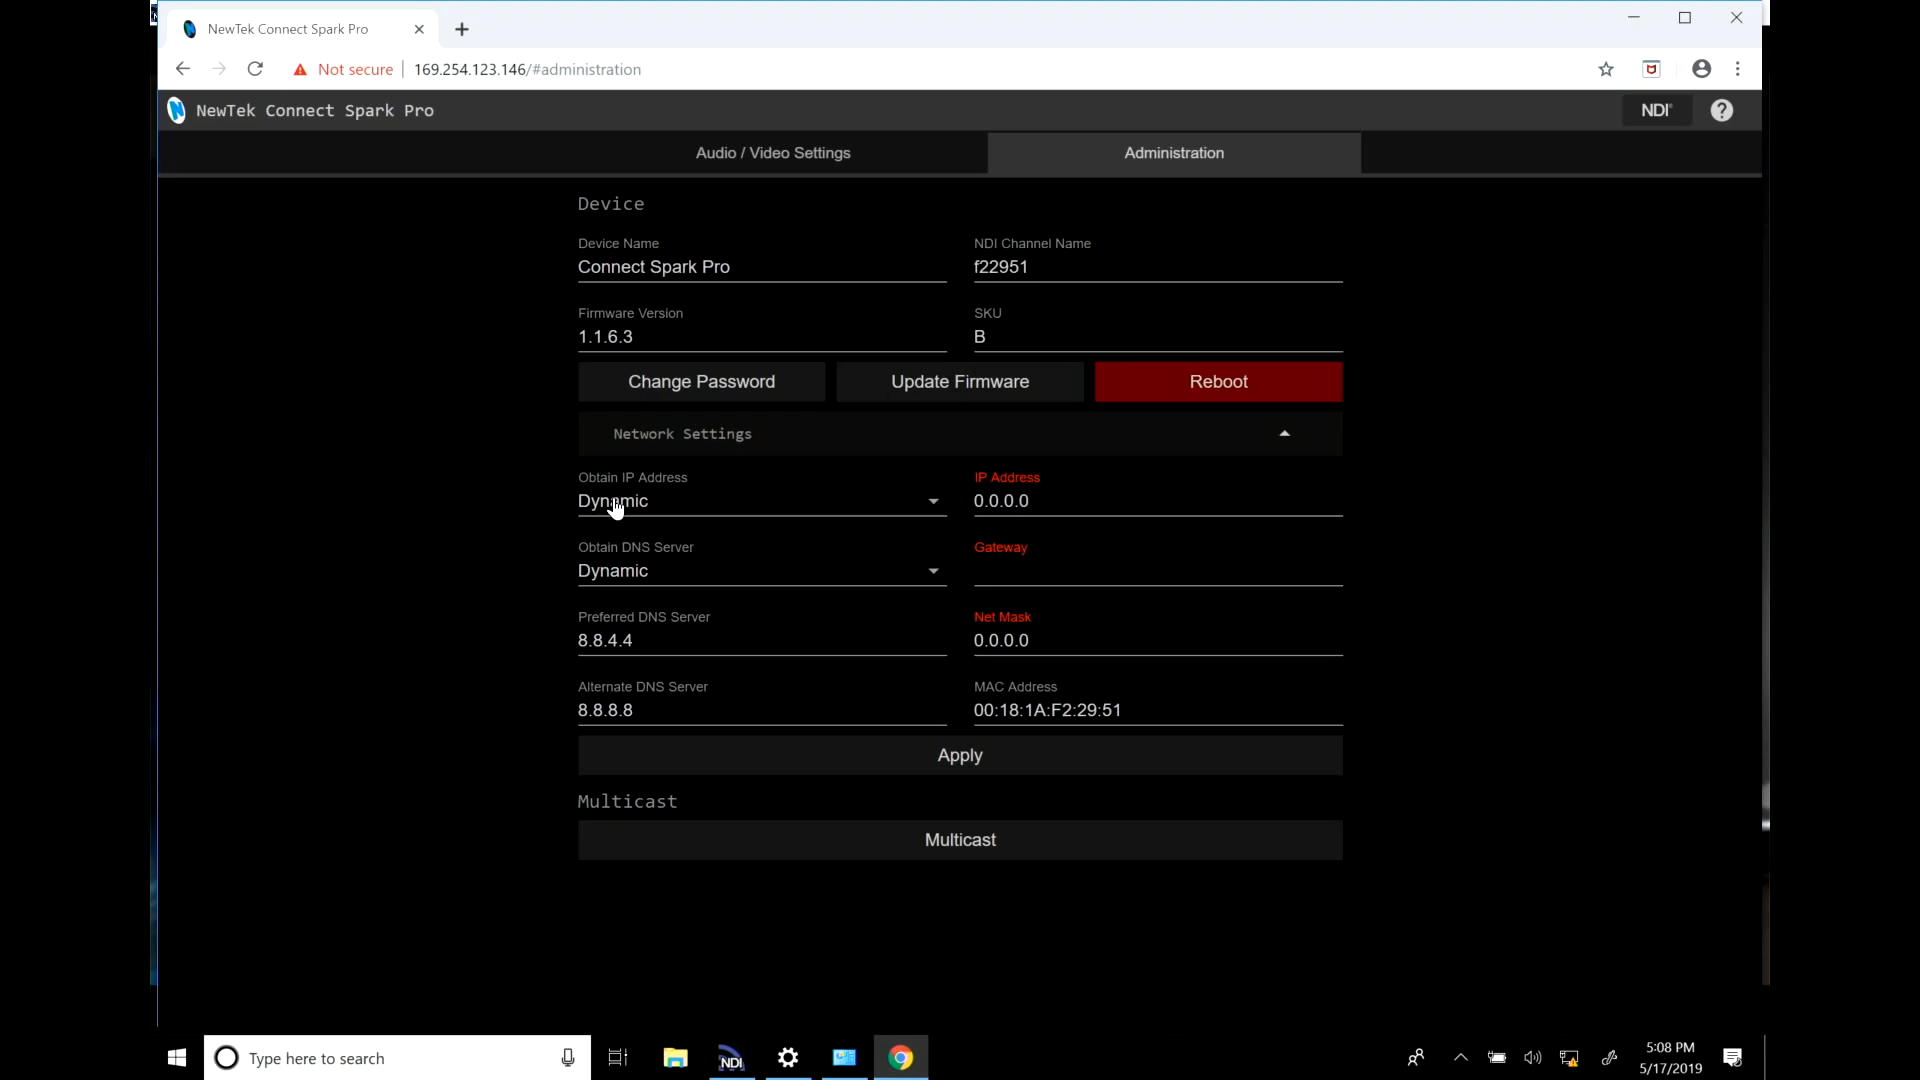 NewTek Connect Spark Pro
Not secure
169.254.123.146/#administration
NewTek Connect Spark Pro
NDI
Audio / Video Settings
Administration
Device
Device Name
NDI Channel Name
Connect Spark Pro
f22951
Firmware Version
SKU
1.1.6.3
B
Change Password
Update Firmware
Reboot
Network Settings
Obtain IP Address
IP Address
Dynamic
0.0.0.0
Obtain DNS Server
Gateway
Dynamic
Preferred DNS Server
Net Mask
8.8.4.4
0.0.0.0
Alternate DNS Server
MAC Address
8.8.8.8
00:18:1A:F2:29:51
Apply
Multicast
Multicast
Type here to search
NDI
5:08 PM
5/17/2019